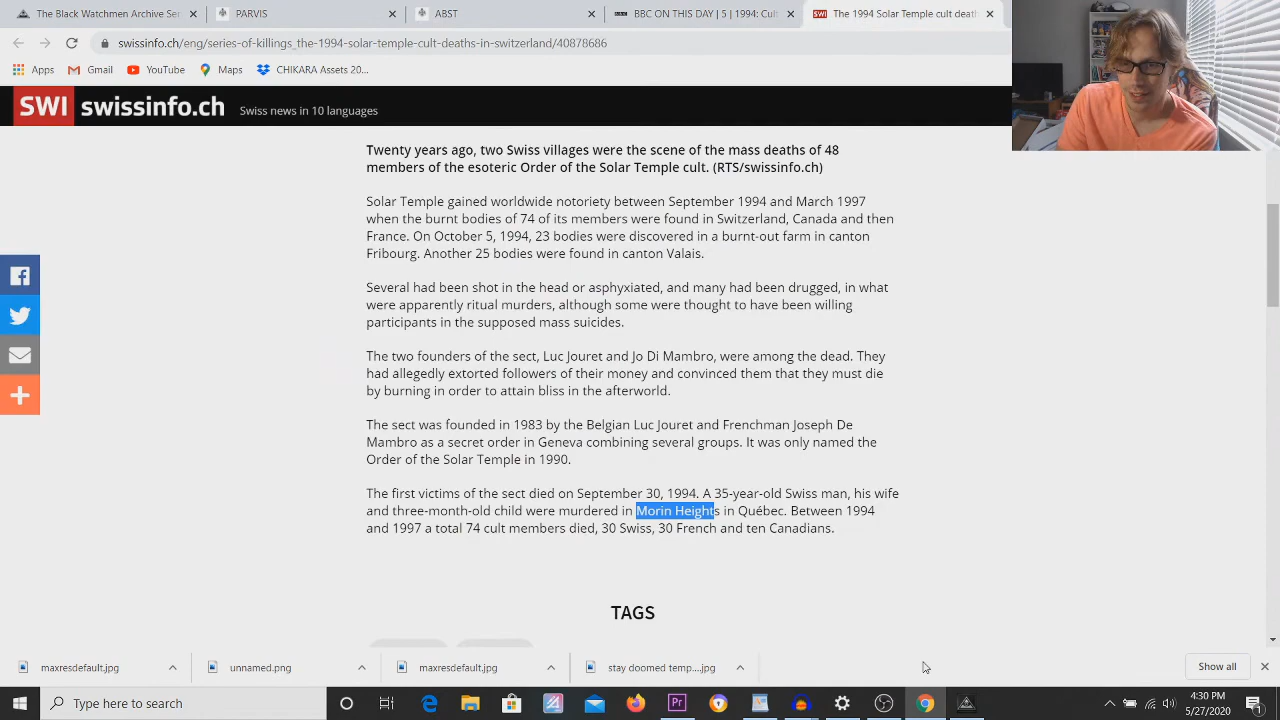 The Black Watchmen Archive Ser
PARVIS
ABST
BBC ON THIS DAY | 5 | 1994: Cult
The 1994 Solar Temple cult death
swissinfo.ch/eng/series-of-killings_the-1994-solar-temple-cult-deaths-in-switzerland/40878686
Apps
Gmail
YouTube
Maps
CHIKARA Assets 20...
SWI swissinfo.ch
Swiss news in 10 languages
Twenty years ago, two Swiss villages were the scene of the mass deaths of 48
members of the esoteric Order of the Solar Temple cult. (RTS/swissinfo.ch)
Solar Temple gained worldwide notoriety between September 1994 and March 1997
when the burnt bodies of 74 of its members were found in Switzerland, Canada and then
France. On October 5, 1994, 23 bodies were discovered in a burnt-out farm in canton
Fribourg. Another 25 bodies were found in canton Valais.
Several had been shot in the head or asphyxiated, and many had been drugged, in what
were apparently ritual murders, although some were thought to have been willing
participants in the supposed mass suicides.
The two founders of the sect, Luc Jouret and Jo Di Mambro, were among the dead. They
had allegedly extorted followers of their money and convinced them that they must die
by burning in order to attain bliss in the afterworld.
The sect was founded in 1983 by the Belgian Luc Jouret and Frenchman Joseph De
Mambro as a secret order in Geneva combining several groups. It was only named the
Order of the Solar Temple in 1990.
The first victims of the sect died on September 30, 1994. A 35-year-old Swiss man, his wife
and three-month-old child were murdered in Morin Heights in Québec. Between 1994
and 1997 a total 74 cult members died, 30 Swiss, 30 French and ten Canadians.
TAGS
maxresdefault.jpg
unnamed.png
maxresdefault.jpg
stay doomed temp....jpg
Show all
Type here to search
4:30 PM
5/27/2020